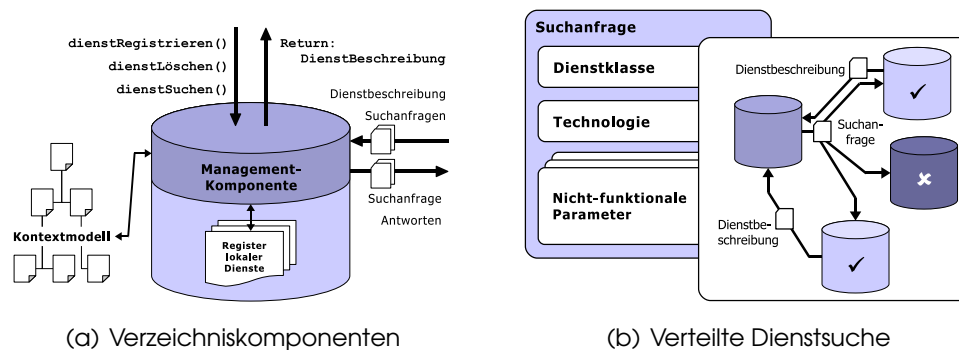 dienstRegistrieren()
dienstLöschen()
dienstSuchen()
Return:
DienstBeschreibung
Dienstbeschreibung
Suchanfragen
Management-
Komponente
Suchanfrage
Antworten
Kontextmodell
Register
lokaler
Dienste
(a) Verzeichniskomponenten
Suchanfrage
Dienstklasse
Technologie
Nicht-funktionale
Parameter
Dienstbeschreibung
Suchan-
frage
Dienstbe-
schreibung
(b) Verteilte Dienstsuche